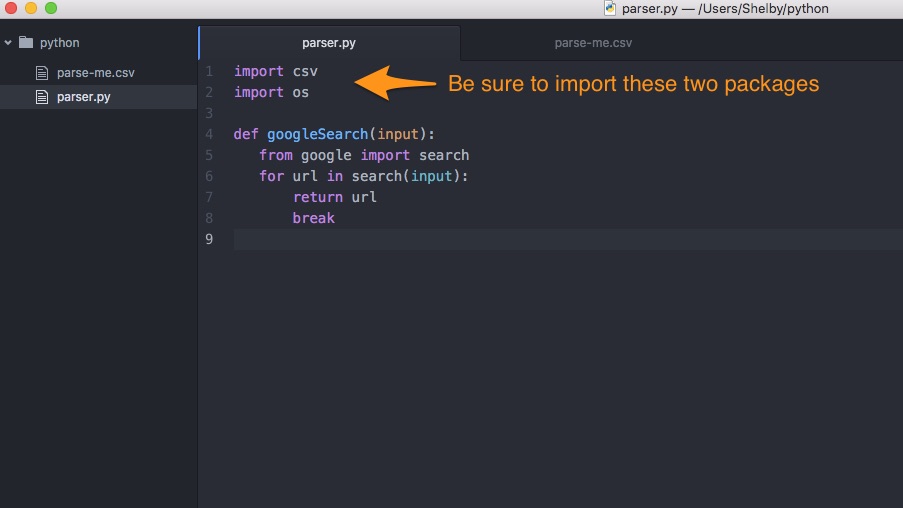 parser.py — /Users/Shelby/python
python
parse-me.csv
parser.py
parser.py
parse-me.csv
1 import csv
2 import os
3
4 def googleSearch(input):
5    from google import search
6    for url in search(input):
7        return url
8        break
9
Be sure to import these two packages